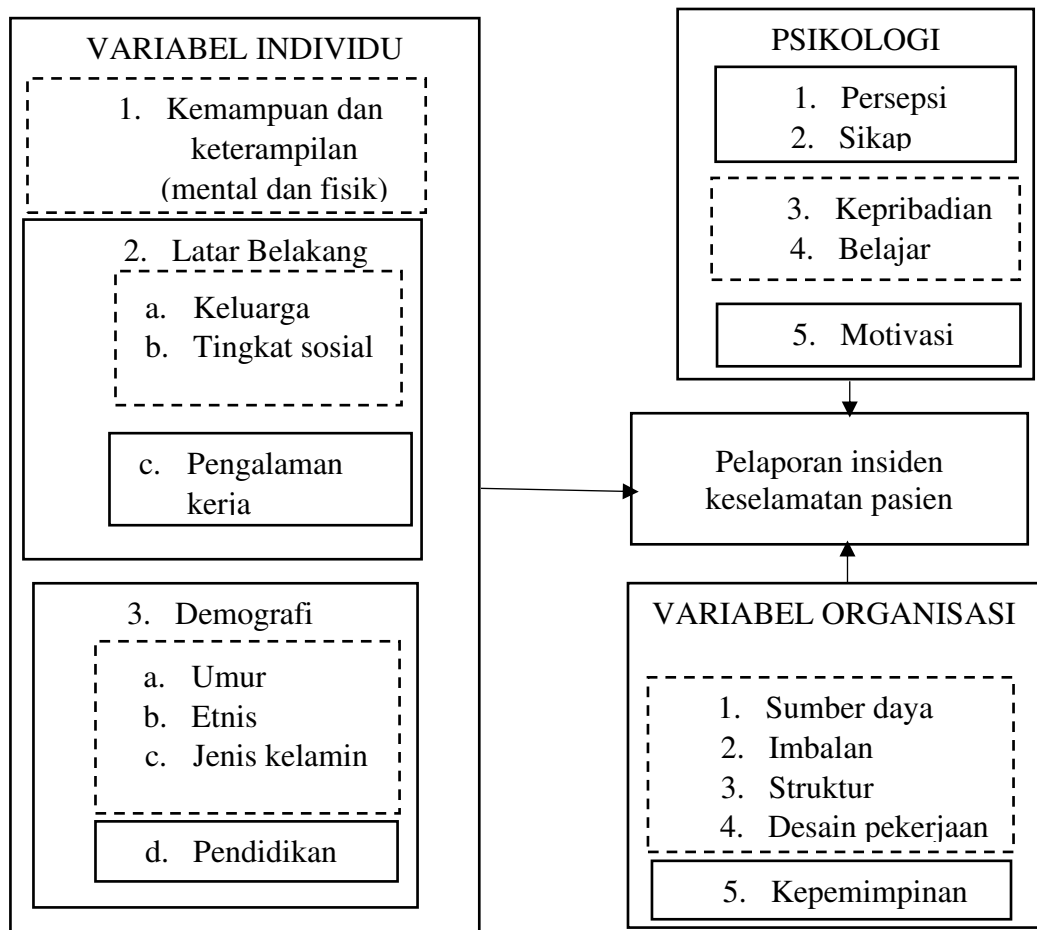 VARIABEL INDIVIDU
1. Kemampuan dan
keterampilan
(mental dan fisik)
2. Latar Belakang
a. Keluarga
b. Tingkat sosial
c. Pengalaman
kerja
3. Demografi
a. Umur
b. Etnis
c. Jenis kelamin
d. Pendidikan
PSIKOLOGI
1. Persepsi
2. Sikap
3. Kepribadian
4. Belajar
5. Motivasi
Pelaporan insiden
keselamatan pasien
VARIABEL ORGANISASI
1. Sumber daya
2. Imbalan
3. Struktur
4. Desain pekerjaan
5. Kepemimpinan